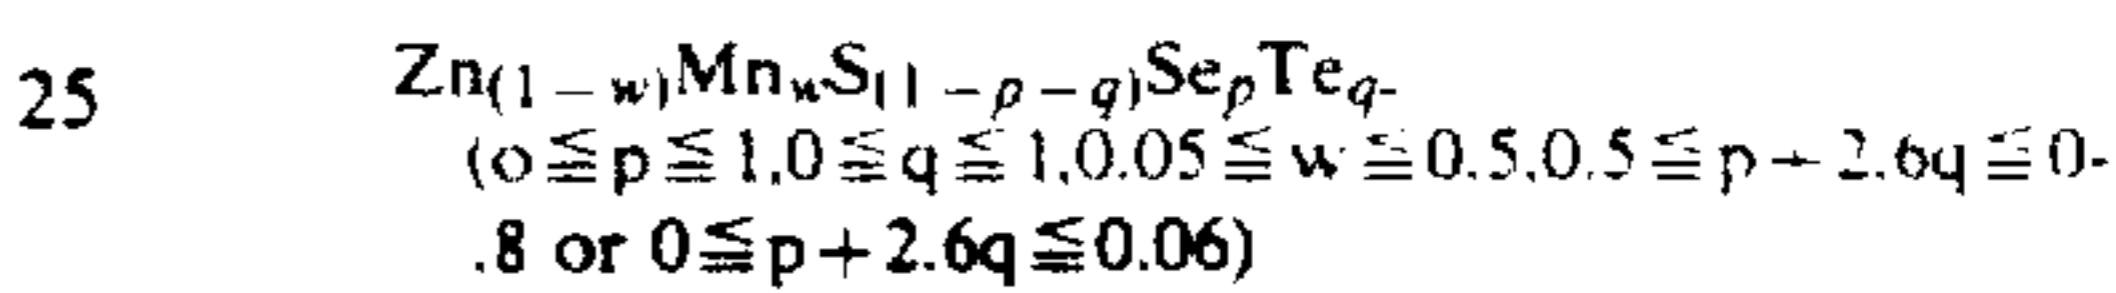 25 Zn(1-w)MnwS(1-p-q)SepTeq-
(o≦p≦1,0≦q≦1,0.05≦w≦0.5,0.5≦p+2.6q≦0-
.8 or 0≦p+2.6q≦0.06)